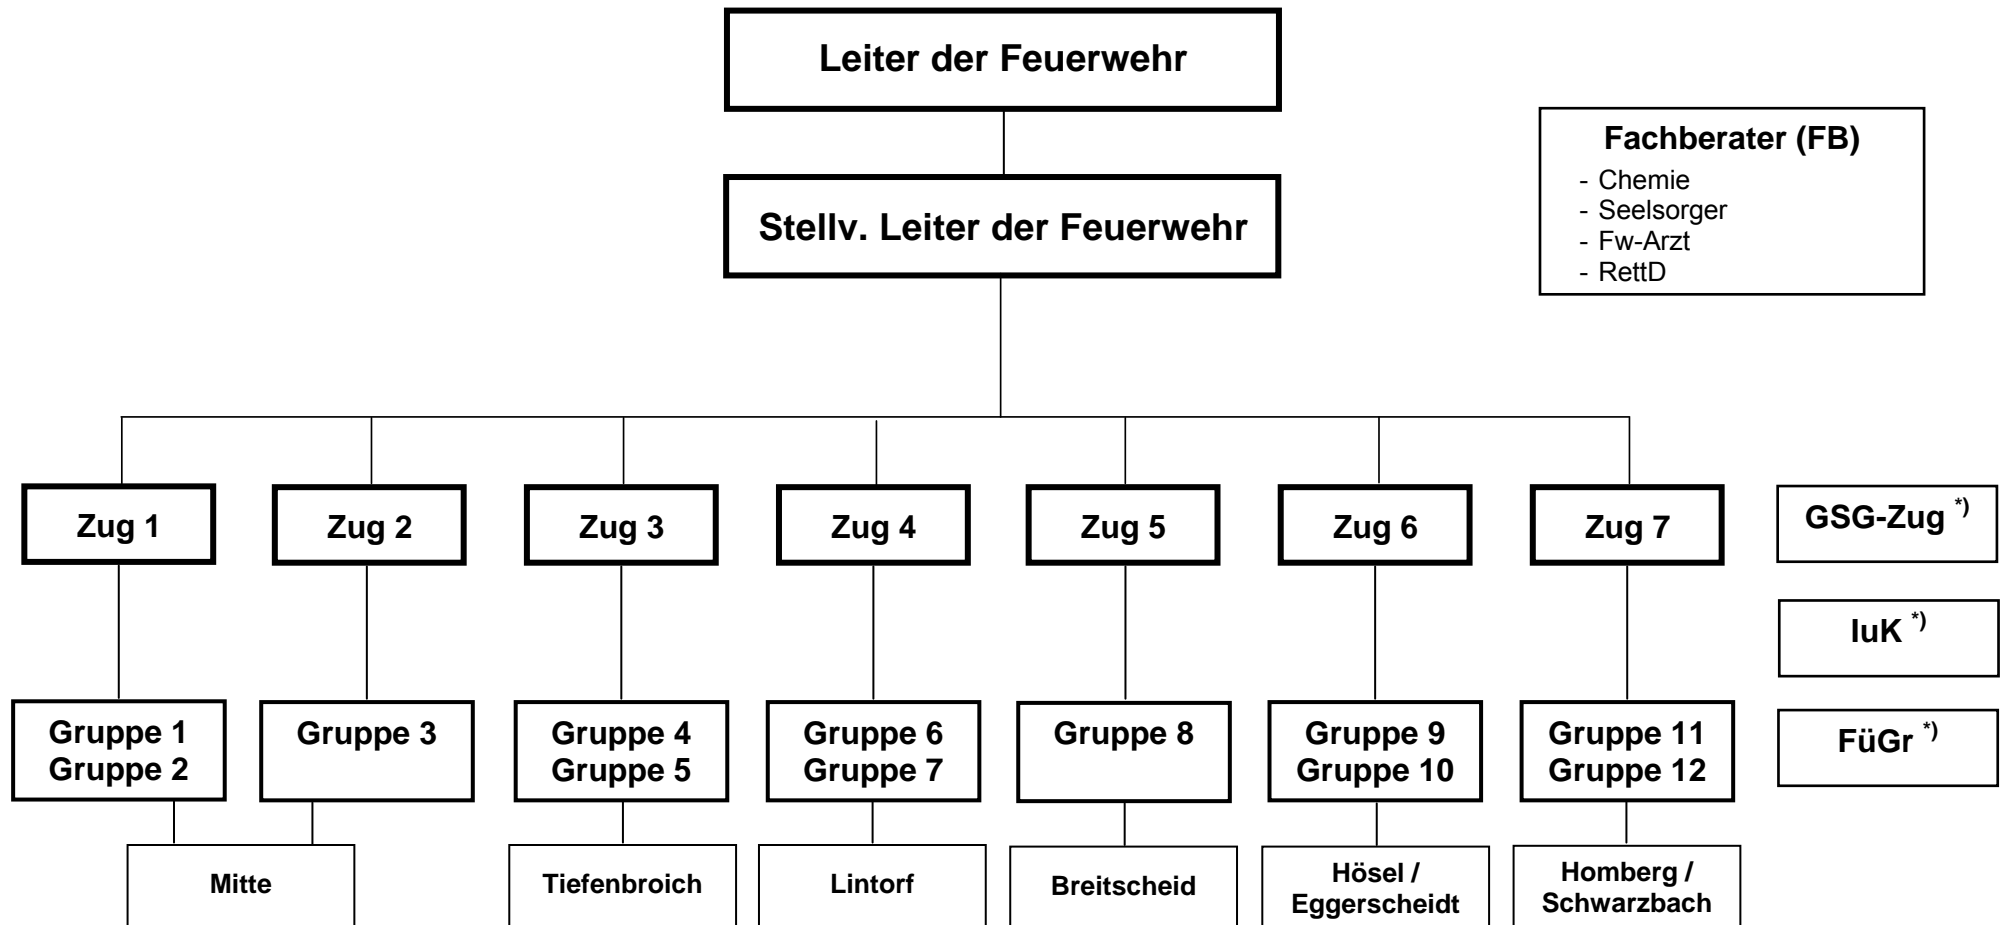 Leiter der Feuerwehr
Fachberater (FB)
- Chemie
- Seelsorger
- Fw-Arzt
- RettD
Stellv. Leiter der Feuerwehr
Zug 1
Zug 2
Zug 3
Zug 4
Zug 5
Zug 6
Zug 7
GSG-Zug *)
IuK *)
Gruppe 1
Gruppe 2
Gruppe 3
Gruppe 4
Gruppe 5
Gruppe 6
Gruppe 7
Gruppe 8
Gruppe 9
Gruppe 10
Gruppe 11
Gruppe 12
FüGr *)
Mitte
Tiefenbroich
Lintorf
Breitscheid
Hösel /
Eggerscheidt
Homberg /
Schwarzbach